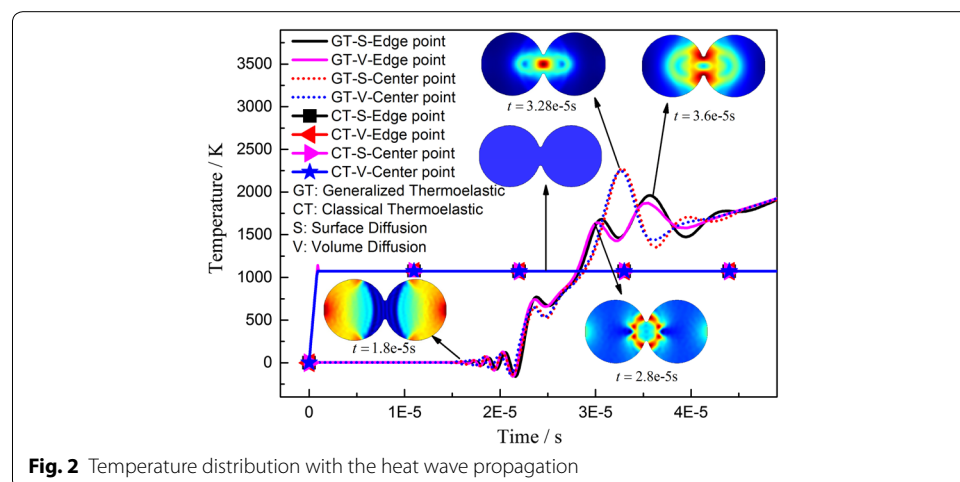 GT-S-Edge point
GT-V-Edge point
GT-S-Center point
GT-V-Center point
CT-S-Edge point
CT-V-Edge point
CT-S-Center point
CT-V-Center point
GT: Generalized Thermoelastic
CT: Classical Thermoelastic
S: Surface Diffusion
V: Volume Diffusion
t = 3.28e-5s
t = 3.6e-5s
t = 1.8e-5s
t = 2.8e-5s
Temperature / K
3500
3000
2500
2000
1500
1000
500
0
0 1E-5 2E-5 3E-5 4E-5
Time / s
Fig. 2 Temperature distribution with the heat wave propagation